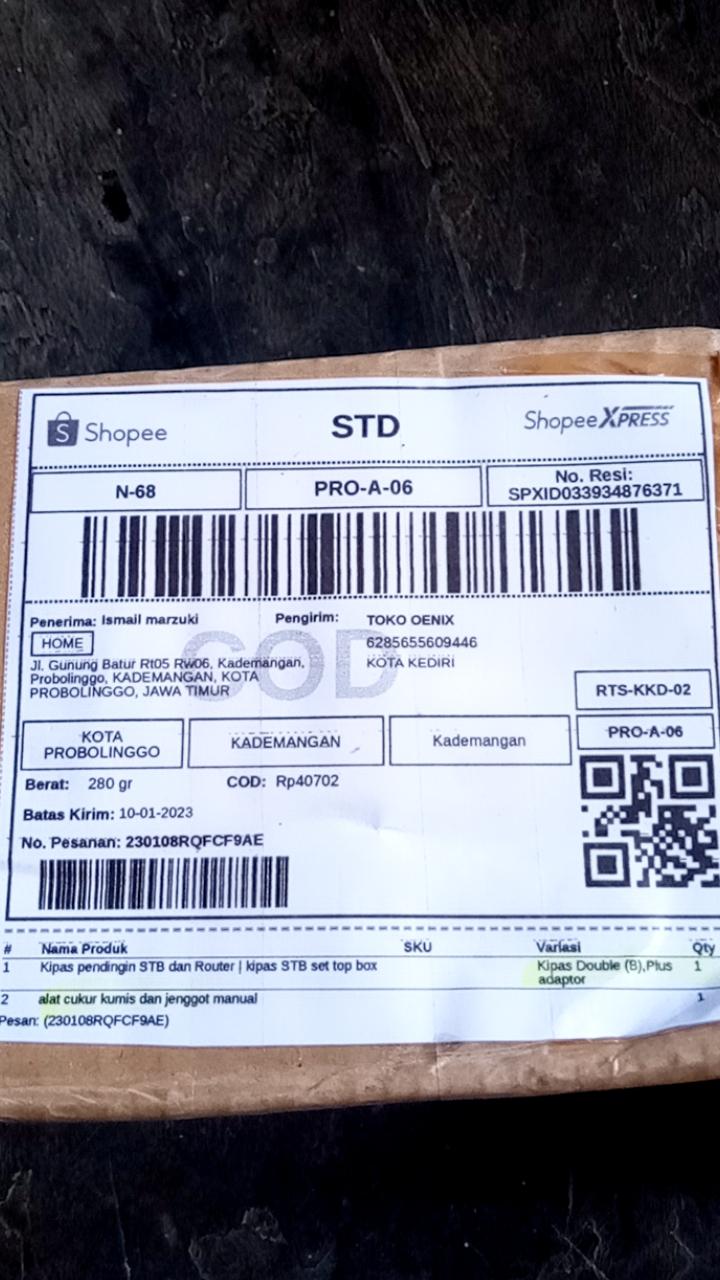 Shopee
STD
Shopee XPRESS
N-68
PRO-A-06
No. Resi:
SPXID033934876371
Penerima: Ismail marzuki
Pengirim: TOKO OENIX
HOME
6285655609446
KOTA KEDIRI
COD
Jl. Gunung Batur Rt05 Rw06, Kademangan,
Probolinggo, KADEMANGAN, KOTA
PROBOLINGGO, JAWA TIMUR
RTS-KKD-02
KOTA
PROBOLINGGO
KADEMANGAN
Kademangan
PRO-A-06
Berat: 280 gr
COD: Rp40702
Batas Kirim: 10-01-2023
No. Pesanan: 230108RQFCF9AE
# Nama Produk SKU Variasi Qty
1 Kipas pendingin STB dan Router | kipas STB set top box Kipas Double (B),Plus 1
adaptor
2 alat cukur kumis dan jenggot manual 1
Pesan: (230108RQFCF9AE)